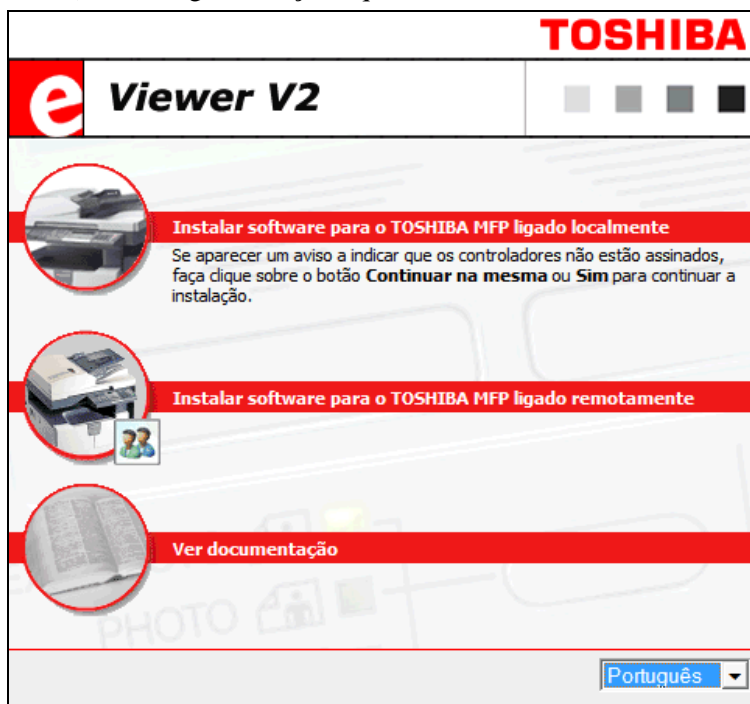 TOSHIBA
e Viewer V2
Instalar software para o TOSHIBA MFP ligado localmente
Se aparecer um aviso a indicar que os controladores não estão assinados,
faça clique sobre o botão Continuar na mesma ou Sim para continuar a
instalação.
Instalar software para o TOSHIBA MFP ligado remotamente
Ver documentação
PHOTO
Português